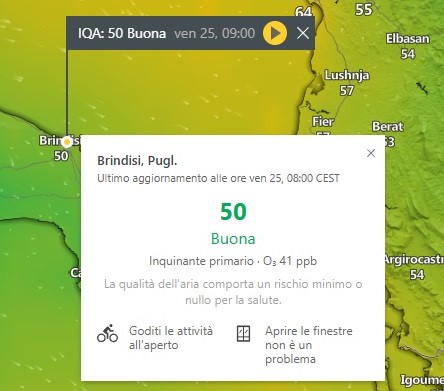 64
55
IQA: 50 Buona ven 25, 09:00
Elbasan
54
Lushnja
57
Fier
57
Berat
53
Brindisi
50
Brindisi, Pugl.
Ultimo aggiornamento alle ore ven 25, 08:00 CEST
50
Buona
Inquinante primario · O₃ 41 ppb
La qualità dell'aria comporta un rischio minimo o
nullo per la salute.
Goditi le attività
all'aperto
Aprire le finestre
non è un
problema
Ca
Argirocastro
54
Igoume